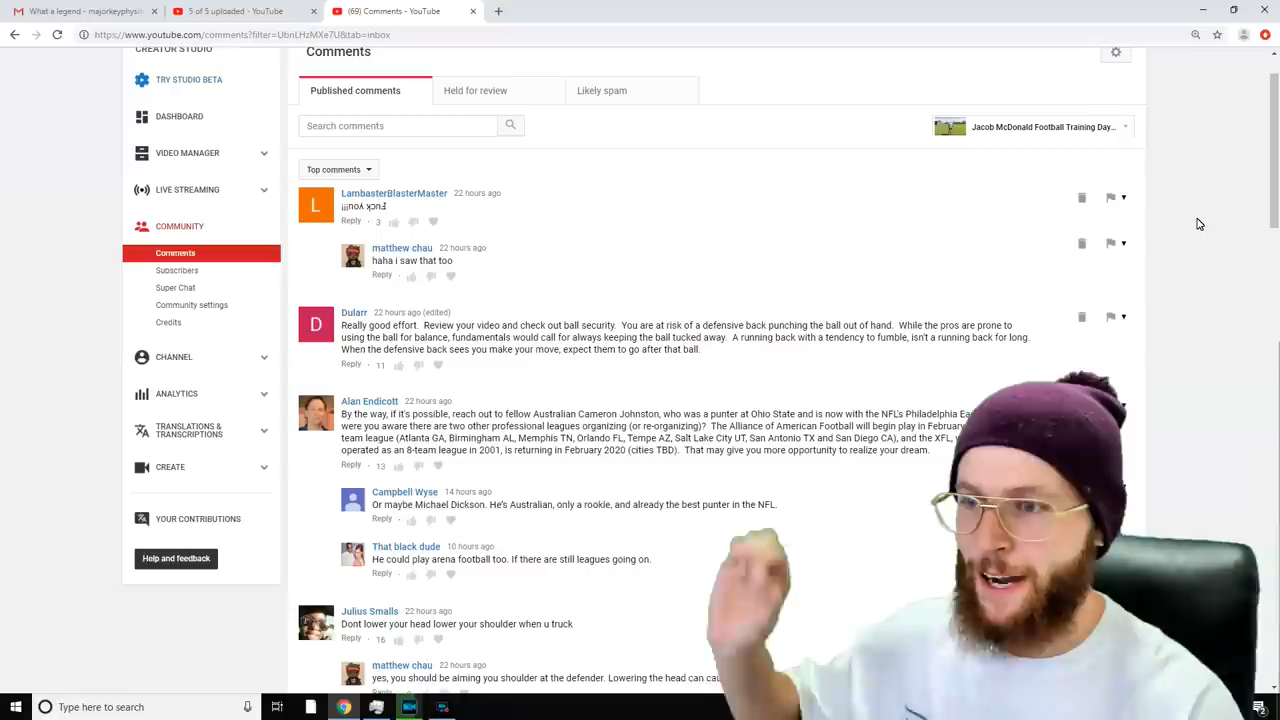 What a legend - majorkeyphysi
5 of 5 uploaded - YouTube
(69) Comments - YouTube
https://www.youtube.com/comments?filter=UbnLHzMXe7U&tab=inbox
CREATOR STUDIO
TRY STUDIO BETA
DASHBOARD
VIDEO MANAGER
LIVE STREAMING
COMMUNITY
Comments
Subscribers
Super Chat
Community settings
Credits
CHANNEL
ANALYTICS
TRANSLATIONS &
TRANSCRIPTIONS
CREATE
YOUR CONTRIBUTIONS
Help and feedback
Comments
Published comments
Held for review
Likely spam
Search comments
Jacob McDonald Football Training Day...
Top comments
L
LambasterBlasterMaster 22 hours ago
Reply · 3
matthew chau 22 hours ago
haha i saw that too
Reply ·
D
Dularr 22 hours ago (edited)
Really good effort. Review your video and check out ball security. You are at risk of a defensive back punching the ball out of hand. While the pros are prone to
using the ball for balance, fundamentals would call for always keeping the ball tucked away. A running back with a tendency to fumble, isn't a running back for long.
When the defensive back sees you make your move, expect them to go after that ball.
Reply · 11
Alan Endicott 22 hours ago
By the way, if it's possible, reach out to fellow Australian Cameron Johnston, who was a punter at Ohio State and is now with the NFL's Philadelphia Ea
were you aware there are two other professional leagues organizing (or re-organizing)? The Alliance of American Football will begin play in February
team league (Atlanta GA, Birmingham AL, Memphis TN, Orlando FL, Tempe AZ, Salt Lake City UT, San Antonio TX and San Diego CA), and the XFL, w
operated as an 8-team league in 2001, is returning in February 2020 (cities TBD). That may give you more opportunity to realize your dream.
Reply · 13
Campbell Wyse 14 hours ago
Or maybe Michael Dickson. He's Australian, only a rookie, and already the best punter in the NFL.
Reply ·
That black dude 10 hours ago
He could play arena football too. If there are still leagues going on.
Reply ·
Julius Smalls 22 hours ago
Dont lower your head lower your shoulder when u truck
Reply · 16
matthew chau 22 hours ago
yes, you should be aiming you shoulder at the defender. Lowering the head can cau
Type here to search